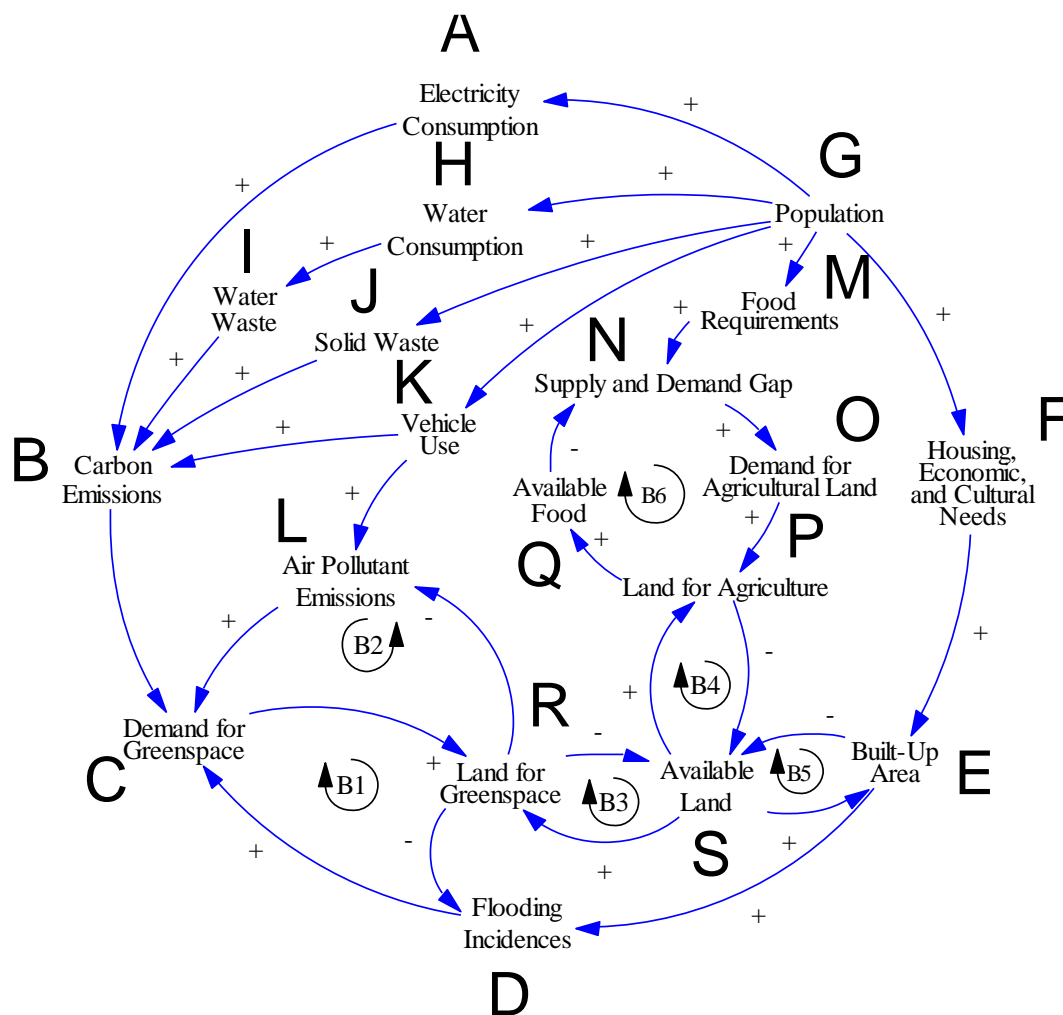 A
Electricity
Consumption
+
+
H
G
+
Water
Consumption
Population
+
+
+
I
J
M
Water
Waste
Food
Requirements
+
+
+
+
Solid Waste
N
+
+
K
Supply and Demand Gap
Vehicle
Use
O
F
+
+
B
Carbon
Emissions
-
Demand for
Agricultural Land
Housing,
Economic,
and Cultural
Needs
Available
Food
B6
+
+
L
P
+
Q
Air Pollutant
Emissions
Land for Agriculture
+
-
B2
+
-
B4
R
+
Demand for
Greenspace
-
-
C
+
Land for
Greenspace
Available
Land
B5
Built-Up
Area
E
B1
B3
S
-
+
+
+
+
Flooding
Incidences
D